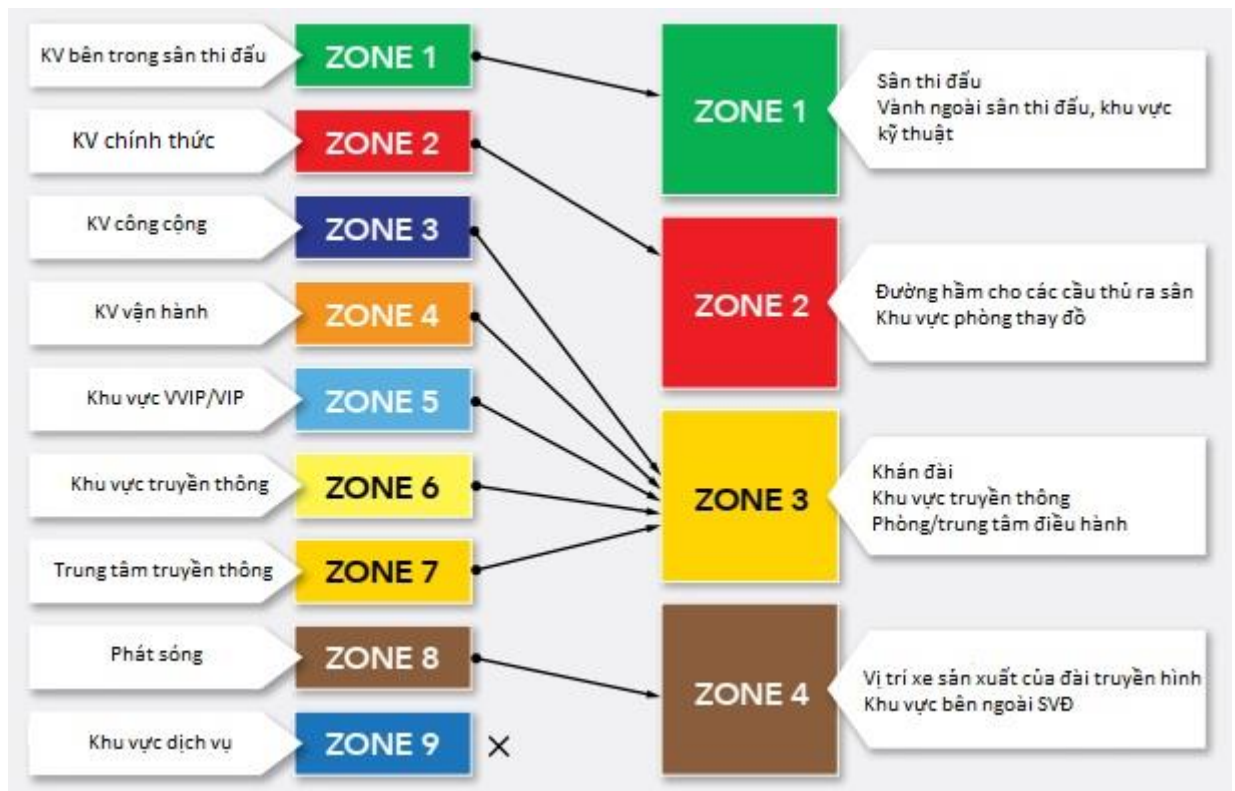 KV bên trong sân thi đấu
ZONE 1
KV chính thức
ZONE 2
KV công cộng
ZONE 3
KV vận hành
ZONE 4
Khu vực VVIP/VIP
ZONE 5
Khu vực truyền thông
ZONE 6
Trung tâm truyền thông
ZONE 7
Phát sóng
ZONE 8
Khu vực dịch vụ
ZONE 9
ZONE 1
Sân thi đấu
Vành ngoài sân thi đấu, khu vực
kỹ thuật
ZONE 2
Đường hầm cho các cầu thủ ra sân
Khu vực phòng thay đồ
ZONE 3
Khán đài
Khu vực truyền thông
Phòng/trung tâm điều hành
ZONE 4
Vị trí xe sản xuất của đài truyền hình
Khu vực bên ngoài SVĐ